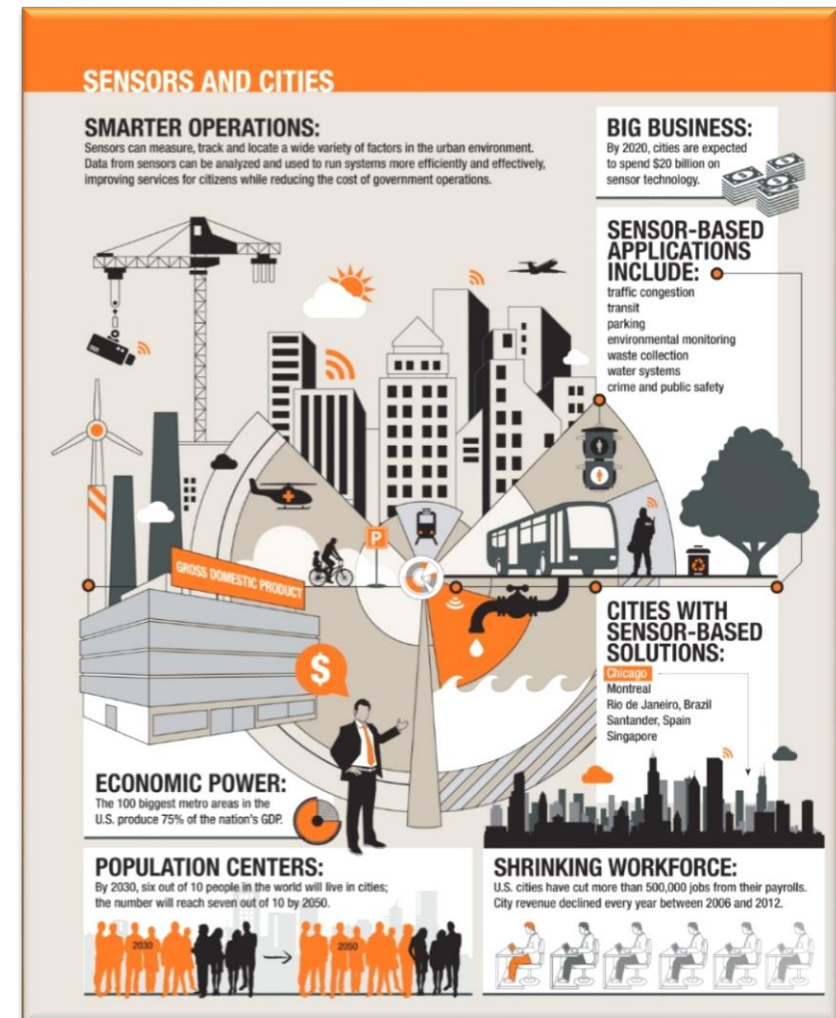 SENSORS AND CITIES
SMARTER OPERATIONS:
Sensors can measure, track and locate a wide variety of factors in the urban environment.
Data from sensors can be analyzed and used to run systems more efficiently and effectively,
improving services for citizens while reducing the cost of government operations.
BIG BUSINESS:
By 2020, cities are expected
to spend $20 billion on
sensor technology.
SENSOR-BASED
APPLICATIONS
INCLUDE:
traffic congestion
transit
parking
environmental monitoring
waste collection
water systems
crime and public safety
P
GROSS DOMESTIC PRODUCT
$
CITIES WITH
SENSOR-BASED
SOLUTIONS:
Chicago
Montreal
Rio de Janeiro, Brazil
Santander, Spain
Singapore
ECONOMIC POWER:
The 100 biggest metro areas in the
U.S. produce 75% of the nation's GDP.
POPULATION CENTERS:
By 2030, six out of 10 people in the world will live in cities;
the number will reach seven out of 10 by 2050.
2030
2050
SHRINKING WORKFORCE:
U.S. cities have cut more than 500,000 jobs from their payrolls.
City revenue declined every year between 2006 and 2012.